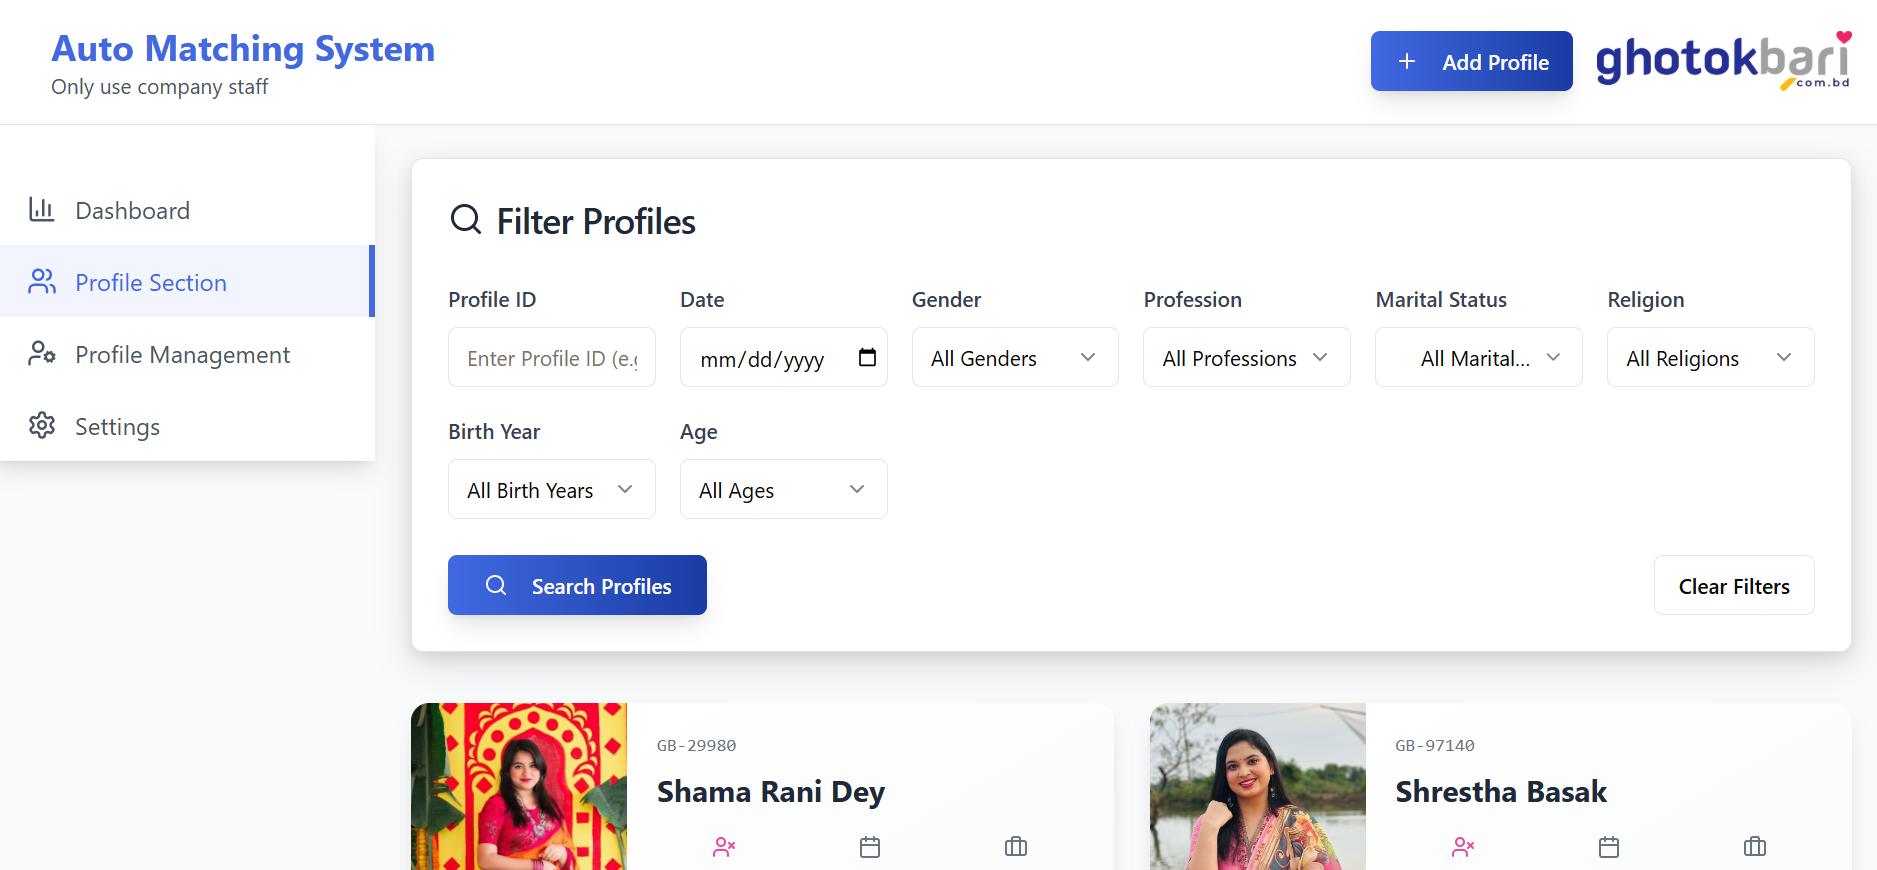 Auto Matching System
Only use company staff
+ Add Profile
ghotokbari
com.bd
Dashboard
Profile Section
Profile Management
Settings
Filter Profiles
Profile ID
Date
Gender
Profession
Marital Status
Religion
Enter Profile ID (e.g
mm/dd/yyyy
All Genders
All Professions
All Marital...
All Religions
Birth Year
Age
All Birth Years
All Ages
Search Profiles
Clear Filters
GB-29980
Shama Rani Dey
GB-97140
Shrestha Basak